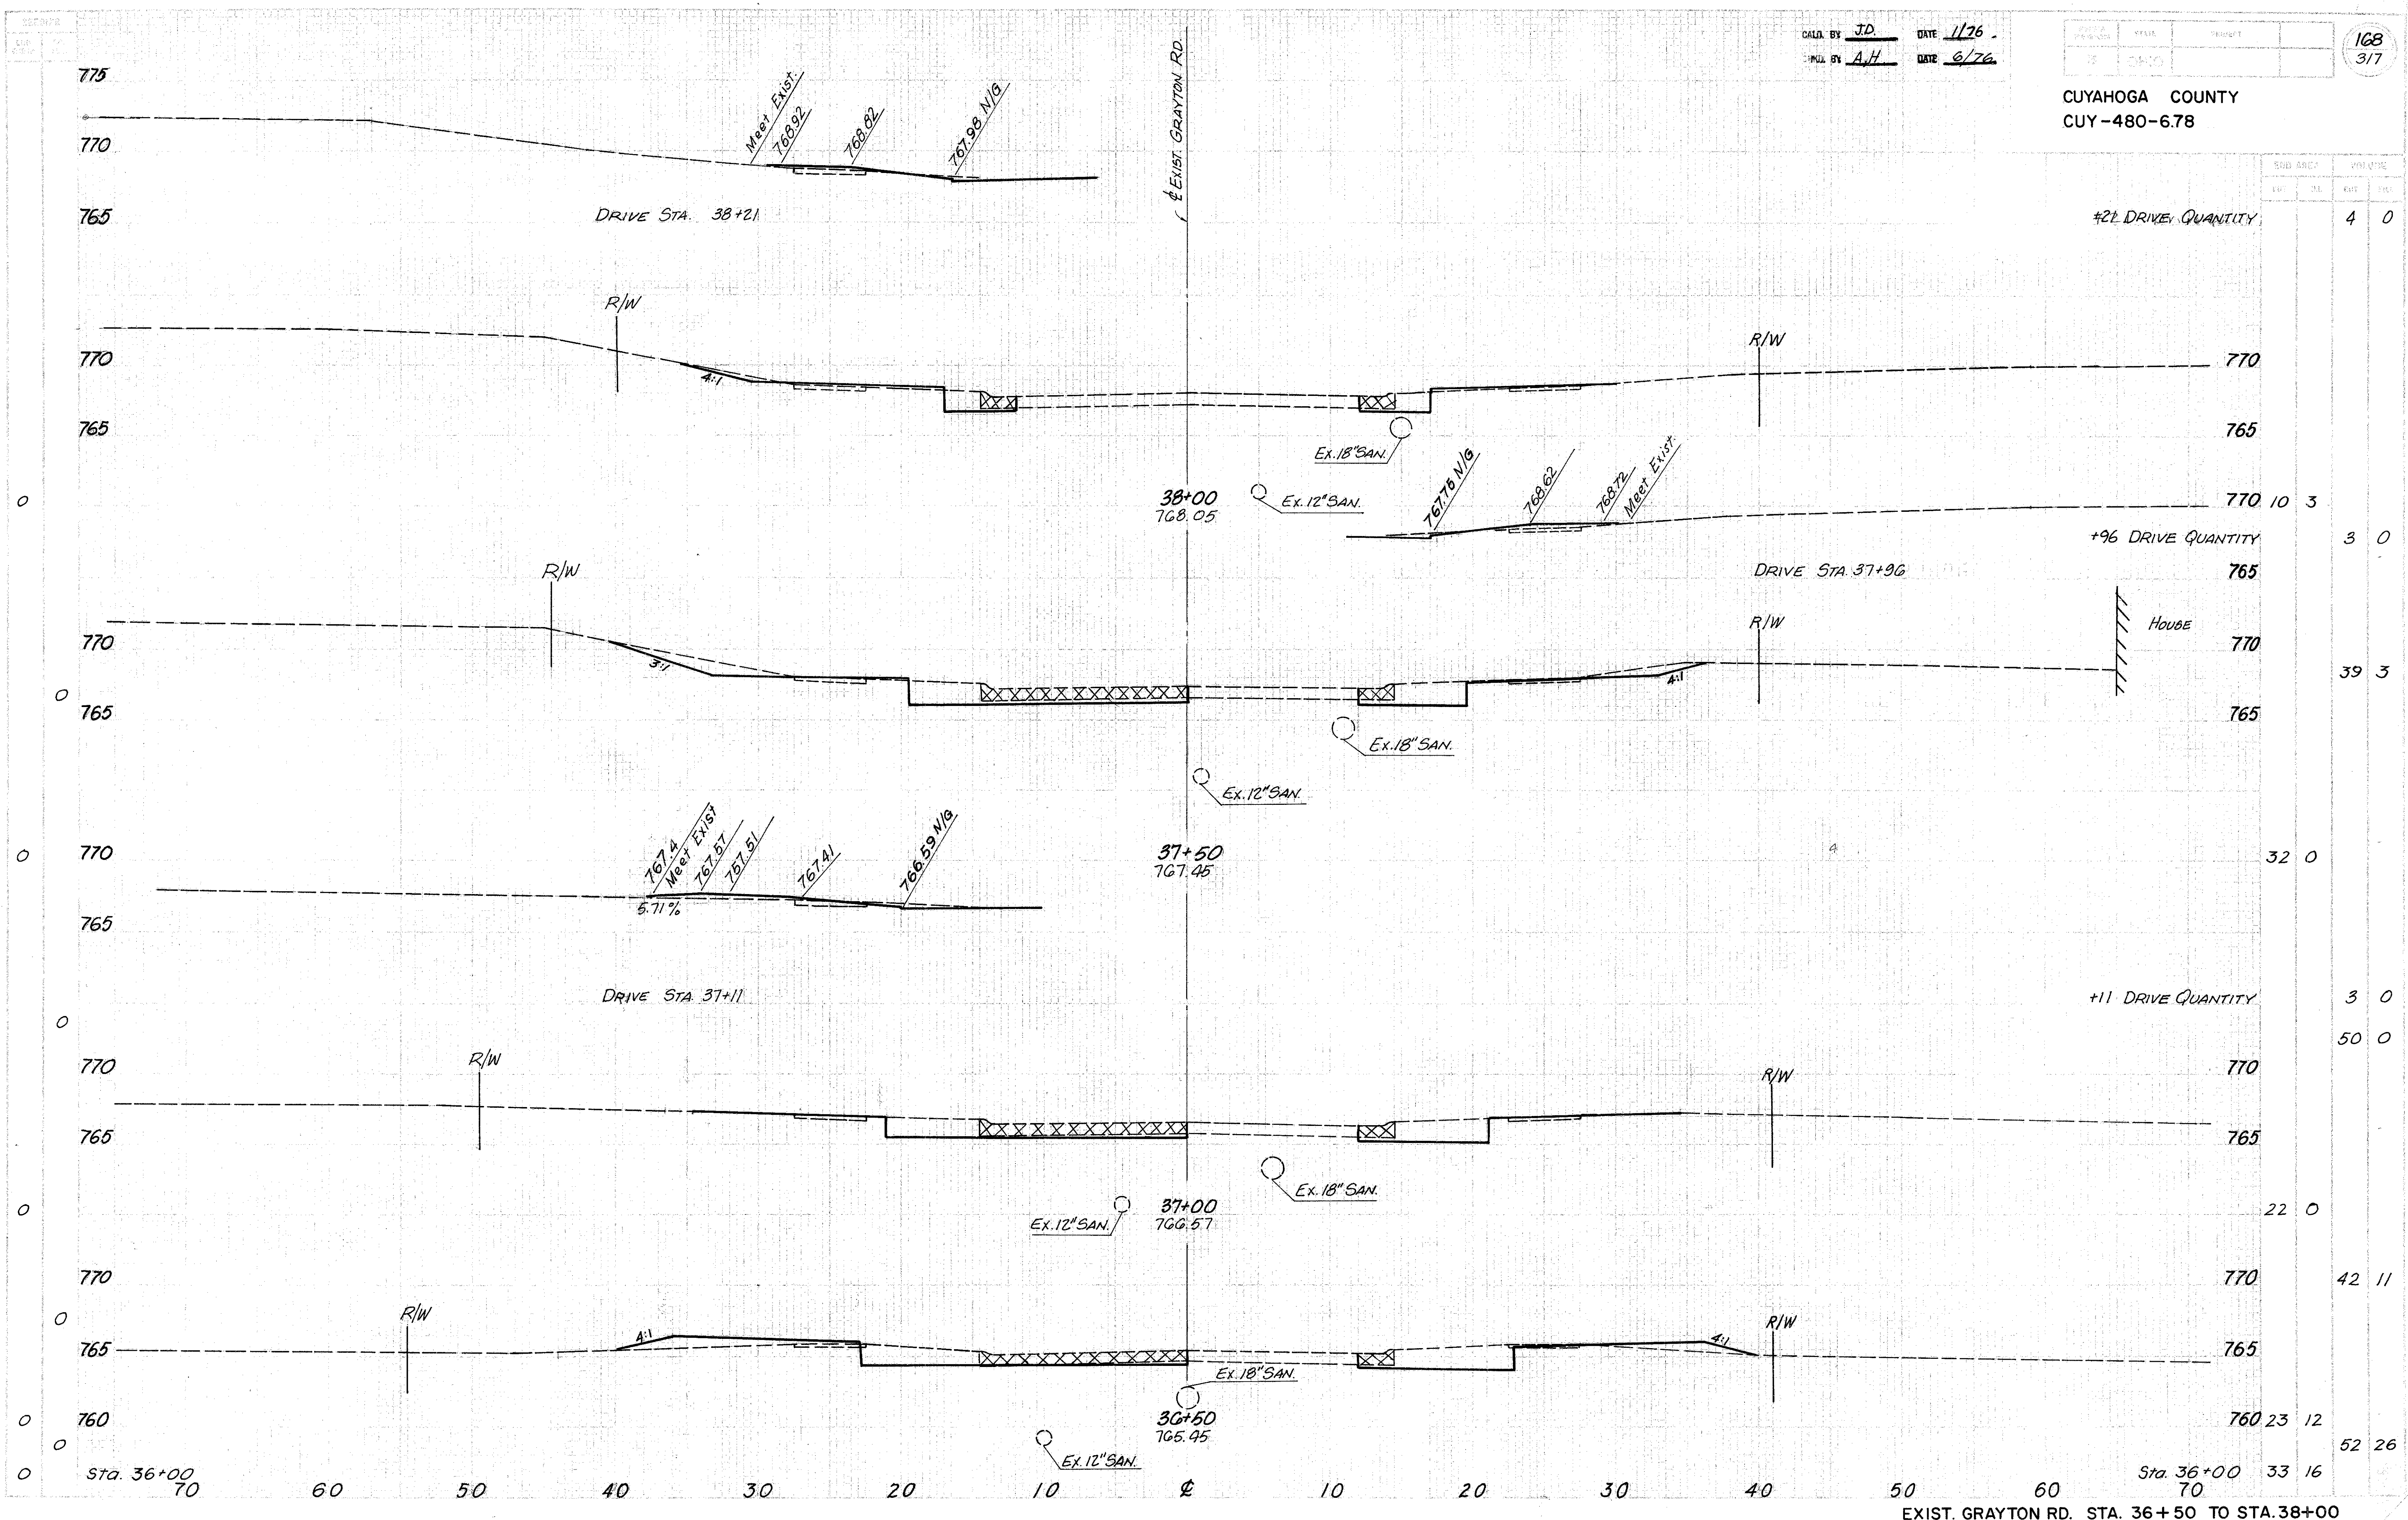 CALD. BY J.D. DATE 1/76
CHKD. BY A.H DATE 6/76
168
317
CUYAHOGA COUNTY
CUY-480-6.78
END AREA VOLUME
℄ EXIST. GRAYTON RD.
775
Meet Exist.
768.92
768.82
767.98 N/G
770
765
DRIVE STA. 38+21
+21 DRIVE QUANTITY 4 0
R/W
R/W
770
4:1
770
765
765
EX.18" SAN.
0
38+00
768.05
EX.12" SAN.
767.75 N/G
768.62
768.72
Meet Exist.
770 10 3
+96 DRIVE QUANTITY 3 0
DRIVE STA. 37+96
765
R/W
R/W
HOUSE
770
3:1
4:1
770
39 3
0
765
765
EX.18" SAN.
EX.12" SAN.
767.4
Meet Exist
767.57
757.51
767.41
766.59 N/G
0
770
37+50
767.45
4
32 0
5.71%
765
DRIVE STA. 37+11
+11 DRIVE QUANTITY 3 0
0
50 0
R/W
R/W
770
770
765
765
EX.18" SAN.
0
EX.12" SAN.
37+00
766.57
22 0
770
770
42 11
0
R/W
R/W
4:1
4:1
765
765
EX.18" SAN.
0
760
36+50
765.45
760 23 12
0
52 26
EX.12" SAN.
0
Sta. 36+00
Sta. 36+00 33 16
70 60 50 40 30 20 10 ℄ 10 20 30 40 50 60 70
EXIST. GRAYTON RD. STA. 36+50 TO STA.38+00